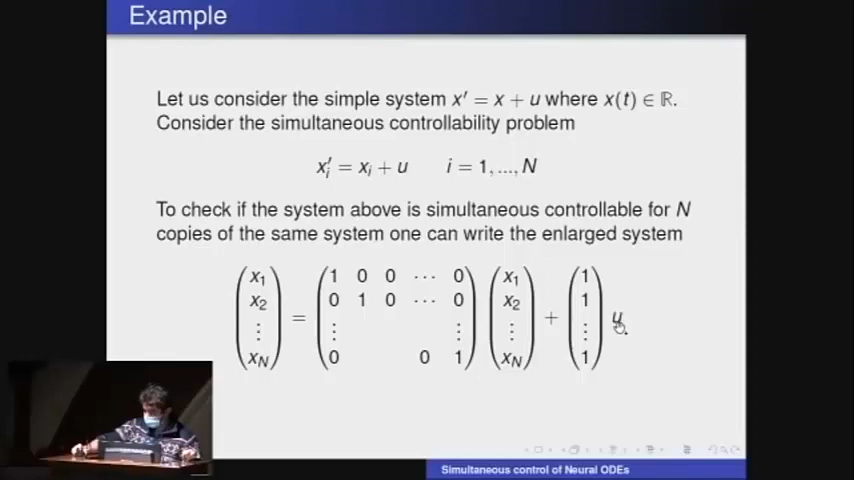 Example
Let us consider the simple system x′ = x + u where x(t) ∈ ℝ.
Consider the simultaneous controllability problem
x′ᵢ = xᵢ + u i = 1, ..., N
To check if the system above is simultaneous controllable for N
copies of the same system one can write the enlarged system
(x₁) (1 0 0 ⋯ 0) (x₁) (1)
(x₂) (0 1 0 ⋯ 0) (x₂) (1)
(⋮) = (⋮ ⋮) (⋮) + (⋮) u.
(x_N) (0 0 1) (x_N) (1)
Simultaneous control of Neural ODEs